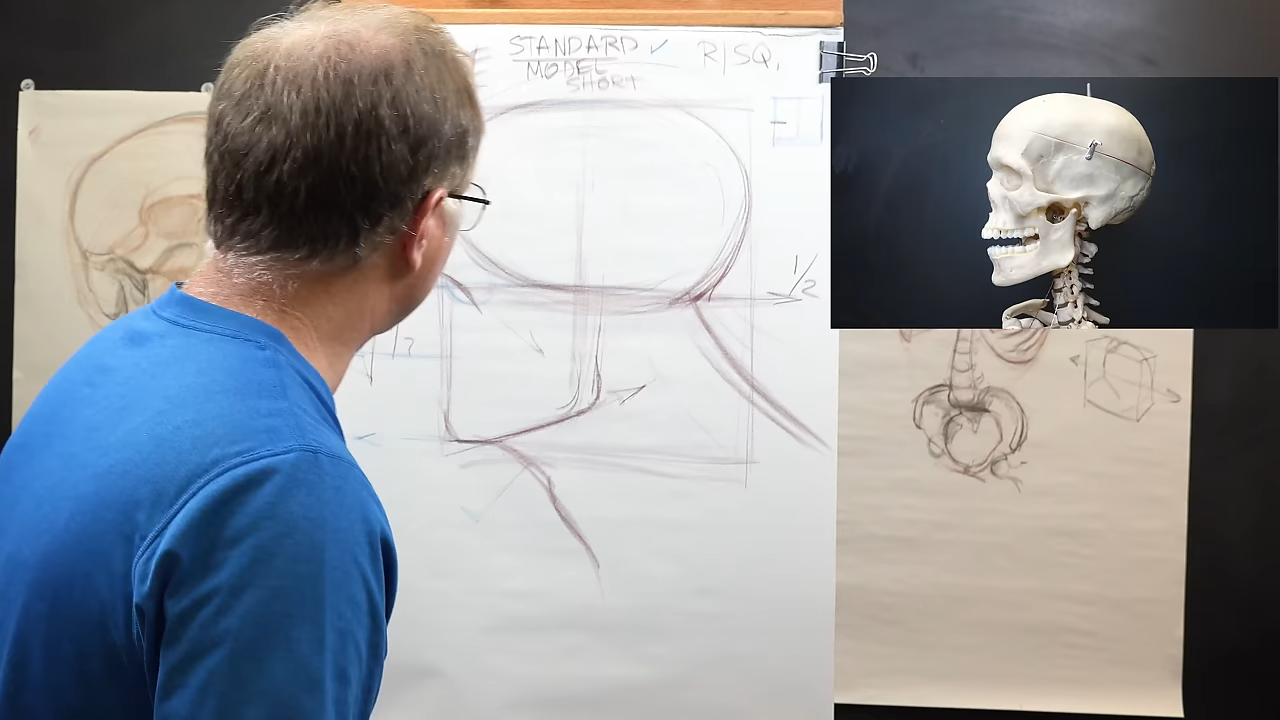 STANDARD ✓
MODEL
SHORT
R/SQ.
1/2